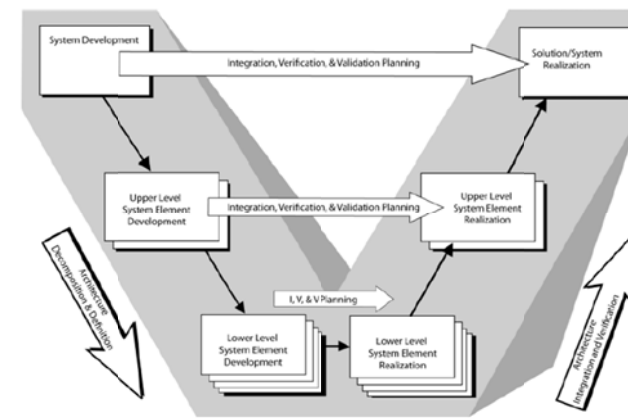 System Development
Solution/System
Realization
Integration, Verification, & Validation Planning
Upper Level
System Element
Development
Integration, Verification, & Validation Planning
Upper Level
System Element
Realization
Architecture
Decomposition & Definition
I, V, & V Planning
Lower Level
System Element
Development
Lower Level
System Element
Realization
Architecture
Integration and Verification